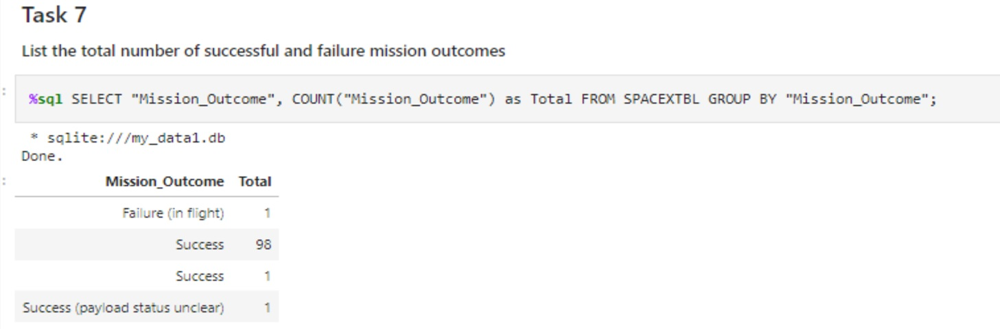 Task 7
List the total number of successful and failure mission outcomes
%sql SELECT "Mission_Outcome", COUNT("Mission_Outcome") as Total FROM SPACEXTBL GROUP BY "Mission_Outcome";
* sqlite:///my_data1.db
Done.
Mission_Outcome Total
Failure (in flight) 1
Success 98
Success 1
Success (payload status unclear) 1